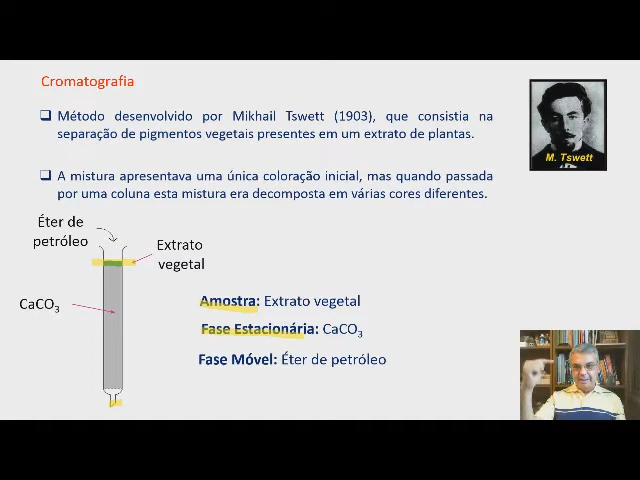 Cromatografia
Método desenvolvido por Mikhail Tswett (1903), que consistia na
separação de pigmentos vegetais presentes em um extrato de plantas.
A mistura apresentava uma única coloração inicial, mas quando passada
por uma coluna esta mistura era decomposta em várias cores diferentes.
M. Tswett
Éter de
petróleo
Extrato
vegetal
CaCO3
Amostra: Extrato vegetal
Fase Estacionária: CaCO3
Fase Móvel: Éter de petróleo